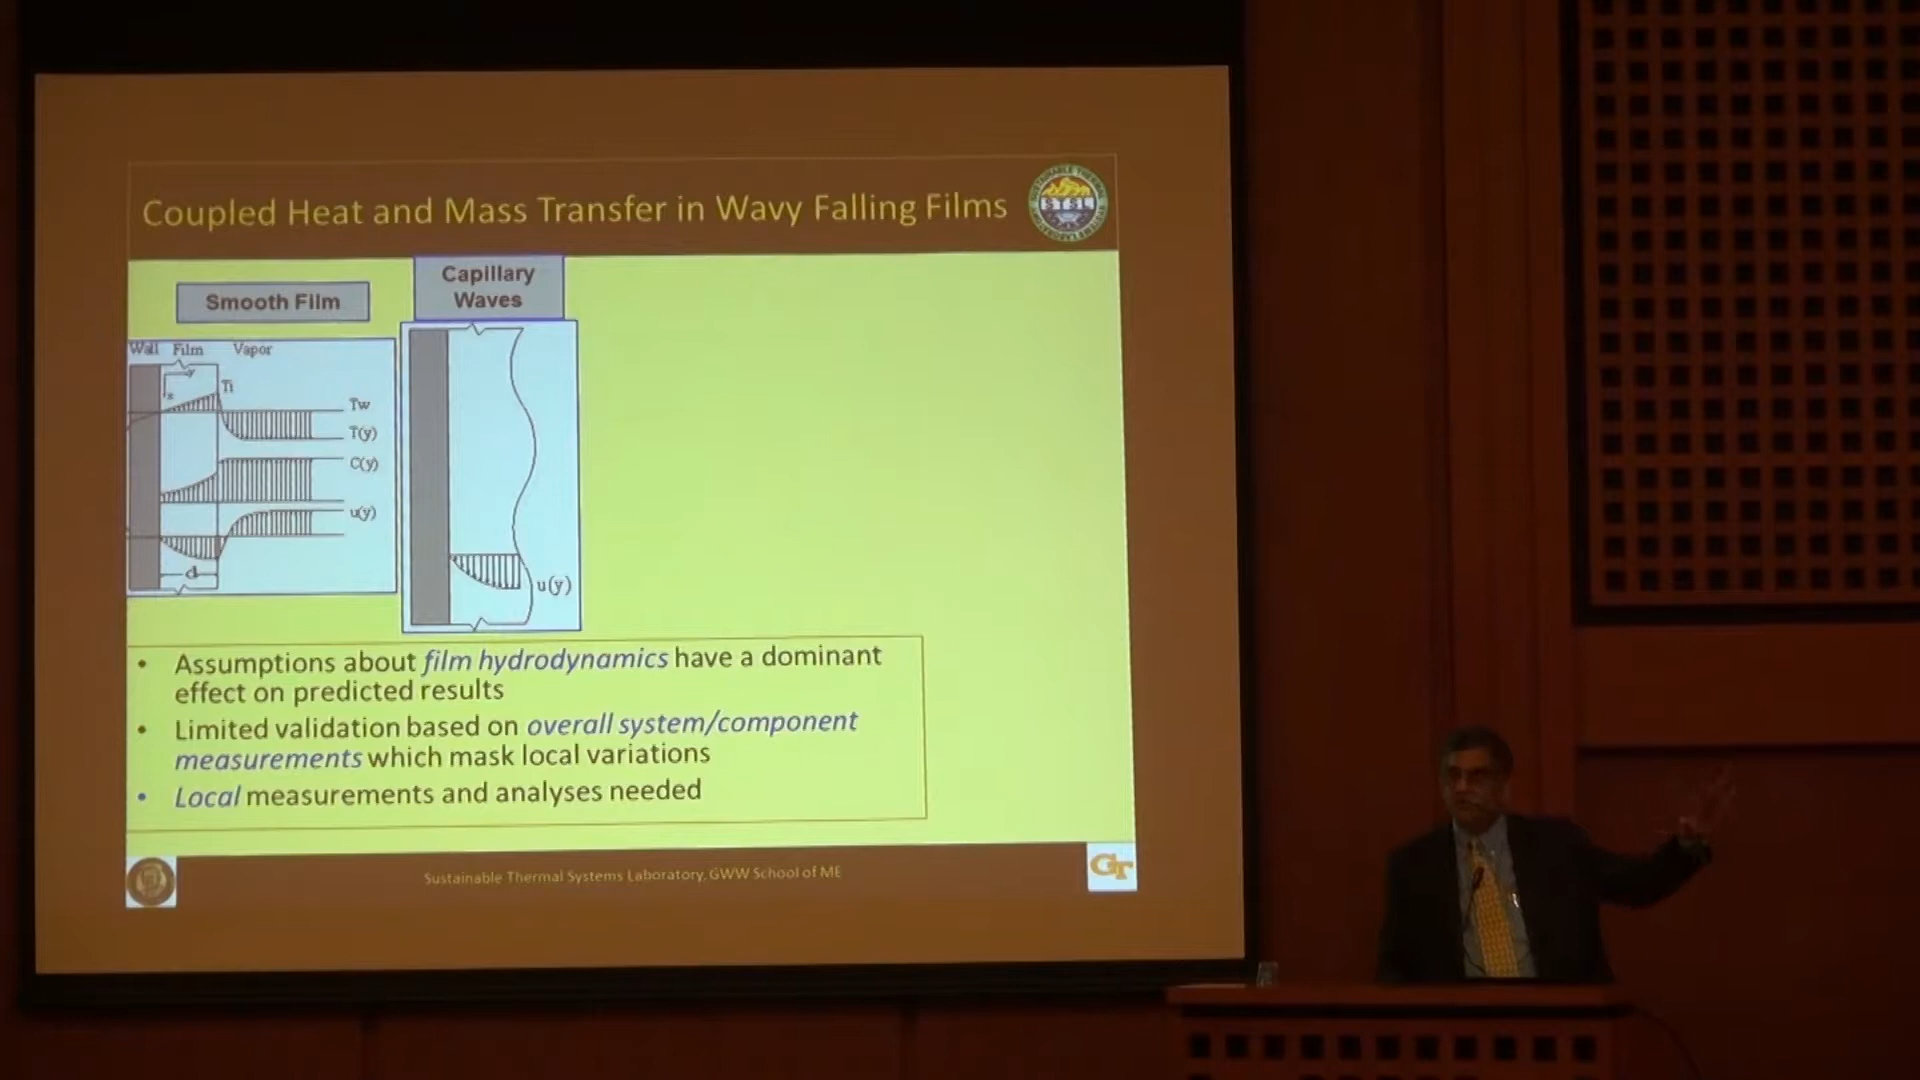 Coupled Heat and Mass Transfer in Wavy Falling Films
STSL
Smooth Film
Capillary
Waves
Wall Film Vapor
y
x
Ti
Tw
T(y)
C(y)
u(y)
d
u(y)
• Assumptions about film hydrodynamics have a dominant
effect on predicted results
• Limited validation based on overall system/component
measurements which mask local variations
• Local measurements and analyses needed
Sustainable Thermal Systems Laboratory, GWW School of ME
GT